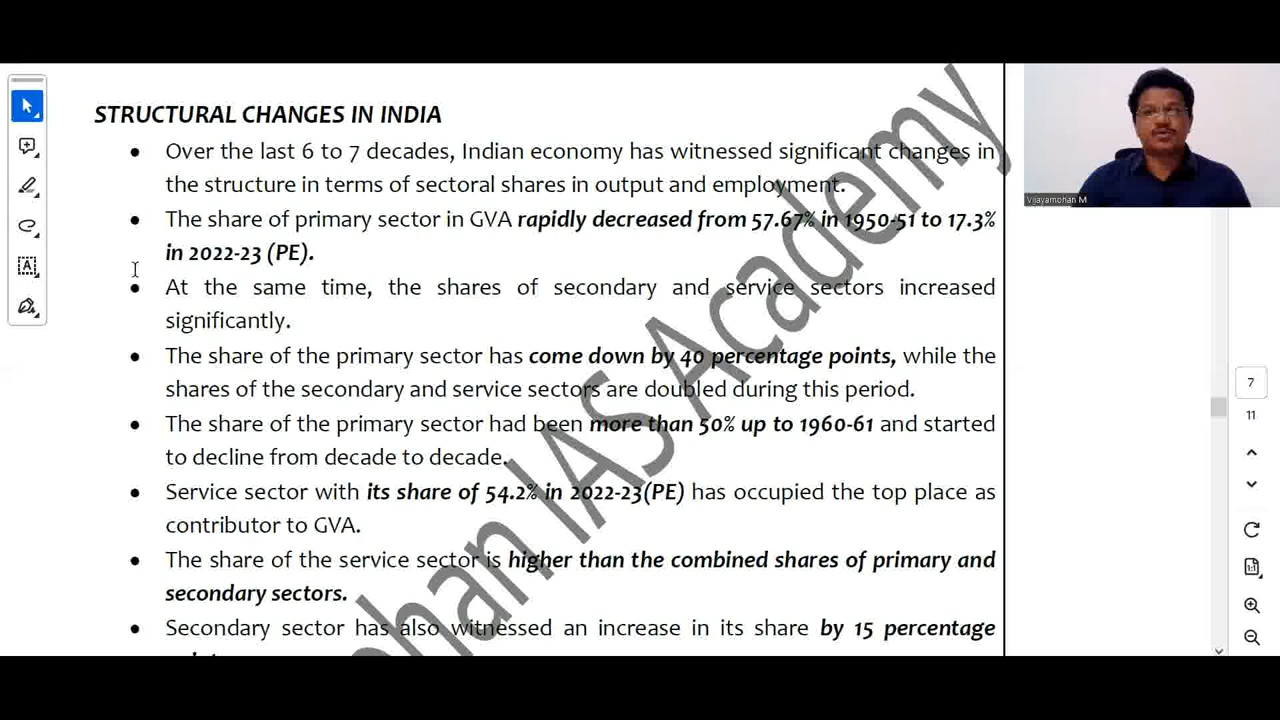 STRUCTURAL CHANGES IN INDIA
• Over the last 6 to 7 decades, Indian economy has witnessed significant changes in
the structure in terms of sectoral shares in output and employment.
• The share of primary sector in GVA rapidly decreased from 57.67% in 1950-51 to 17.3%
in 2022-23 (PE).
• At the same time, the shares of secondary and service sectors increased
significantly.
• The share of the primary sector has come down by 40 percentage points, while the
shares of the secondary and service sectors are doubled during this period.
• The share of the primary sector had been more than 50% up to 1960-61 and started
to decline from decade to decade.
• Service sector with its share of 54.2% in 2022-23(PE) has occupied the top place as
contributor to GVA.
• The share of the service sector is higher than the combined shares of primary and
secondary sectors.
• Secondary sector has also witnessed an increase in its share by 15 percentage
han IAS Academy
Vijayamohan M
7
11
1:1